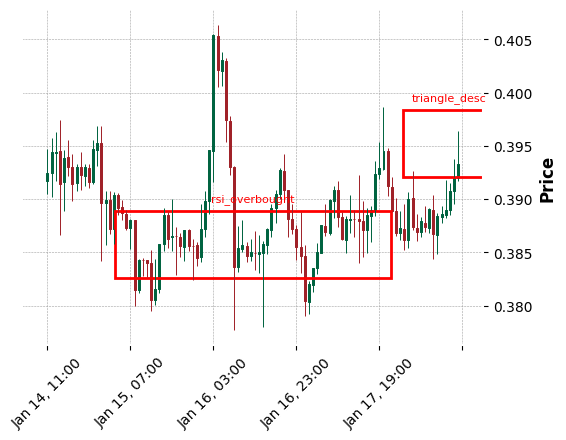 0.405
triangle_desc
0.400
0.395
rsi_overbought
0.390
0.385
0.380
Price
Jan 14, 11:00
Jan 15, 07:00
Jan 16, 03:00
Jan 16, 23:00
Jan 17, 19:00